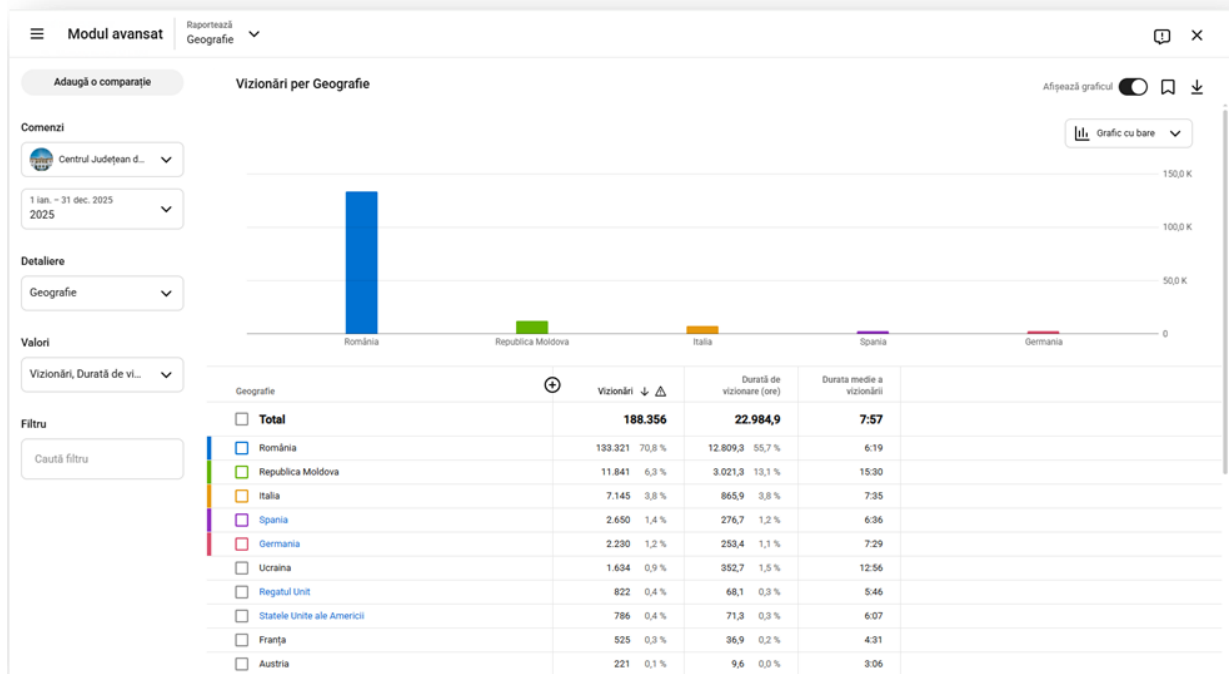 Modul avansat
Raportează
Geografie
Adaugă o comparație
Vizionări per Geografie
Afișează graficul
Comenzi
Grafic cu bare
Centrul Județean d...
1 ian. – 31 dec. 2025
2025
150,0 K
100,0 K
50,0 K
0
Detaliere
Geografie
România
Republica Moldova
Italia
Spania
Germania
Valori
Vizionări, Durată de vi...
Filtru
Caută filtru
Geografie Vizionări Durată de vizionare (ore) Durata medie a vizionării
Total 188.356 22.984,9 7:57
România 133.321 70,8 % 12.809,3 55,7 % 6:19
Republica Moldova 11.841 6,3 % 3.021,3 13,1 % 15:30
Italia 7.145 3,8 % 865,9 3,8 % 7:35
Spania 2.650 1,4 % 276,7 1,2 % 6:36
Germania 2.230 1,2 % 253,4 1,1 % 7:29
Ucraina 1.634 0,9 % 352,7 1,5 % 12:56
Regatul Unit 822 0,4 % 68,1 0,3 % 5:46
Statele Unite ale Americii 786 0,4 % 71,3 0,3 % 6:07
Franța 525 0,3 % 36,9 0,2 % 4:31
Austria 221 0,1 % 9,6 0,0 % 3:06